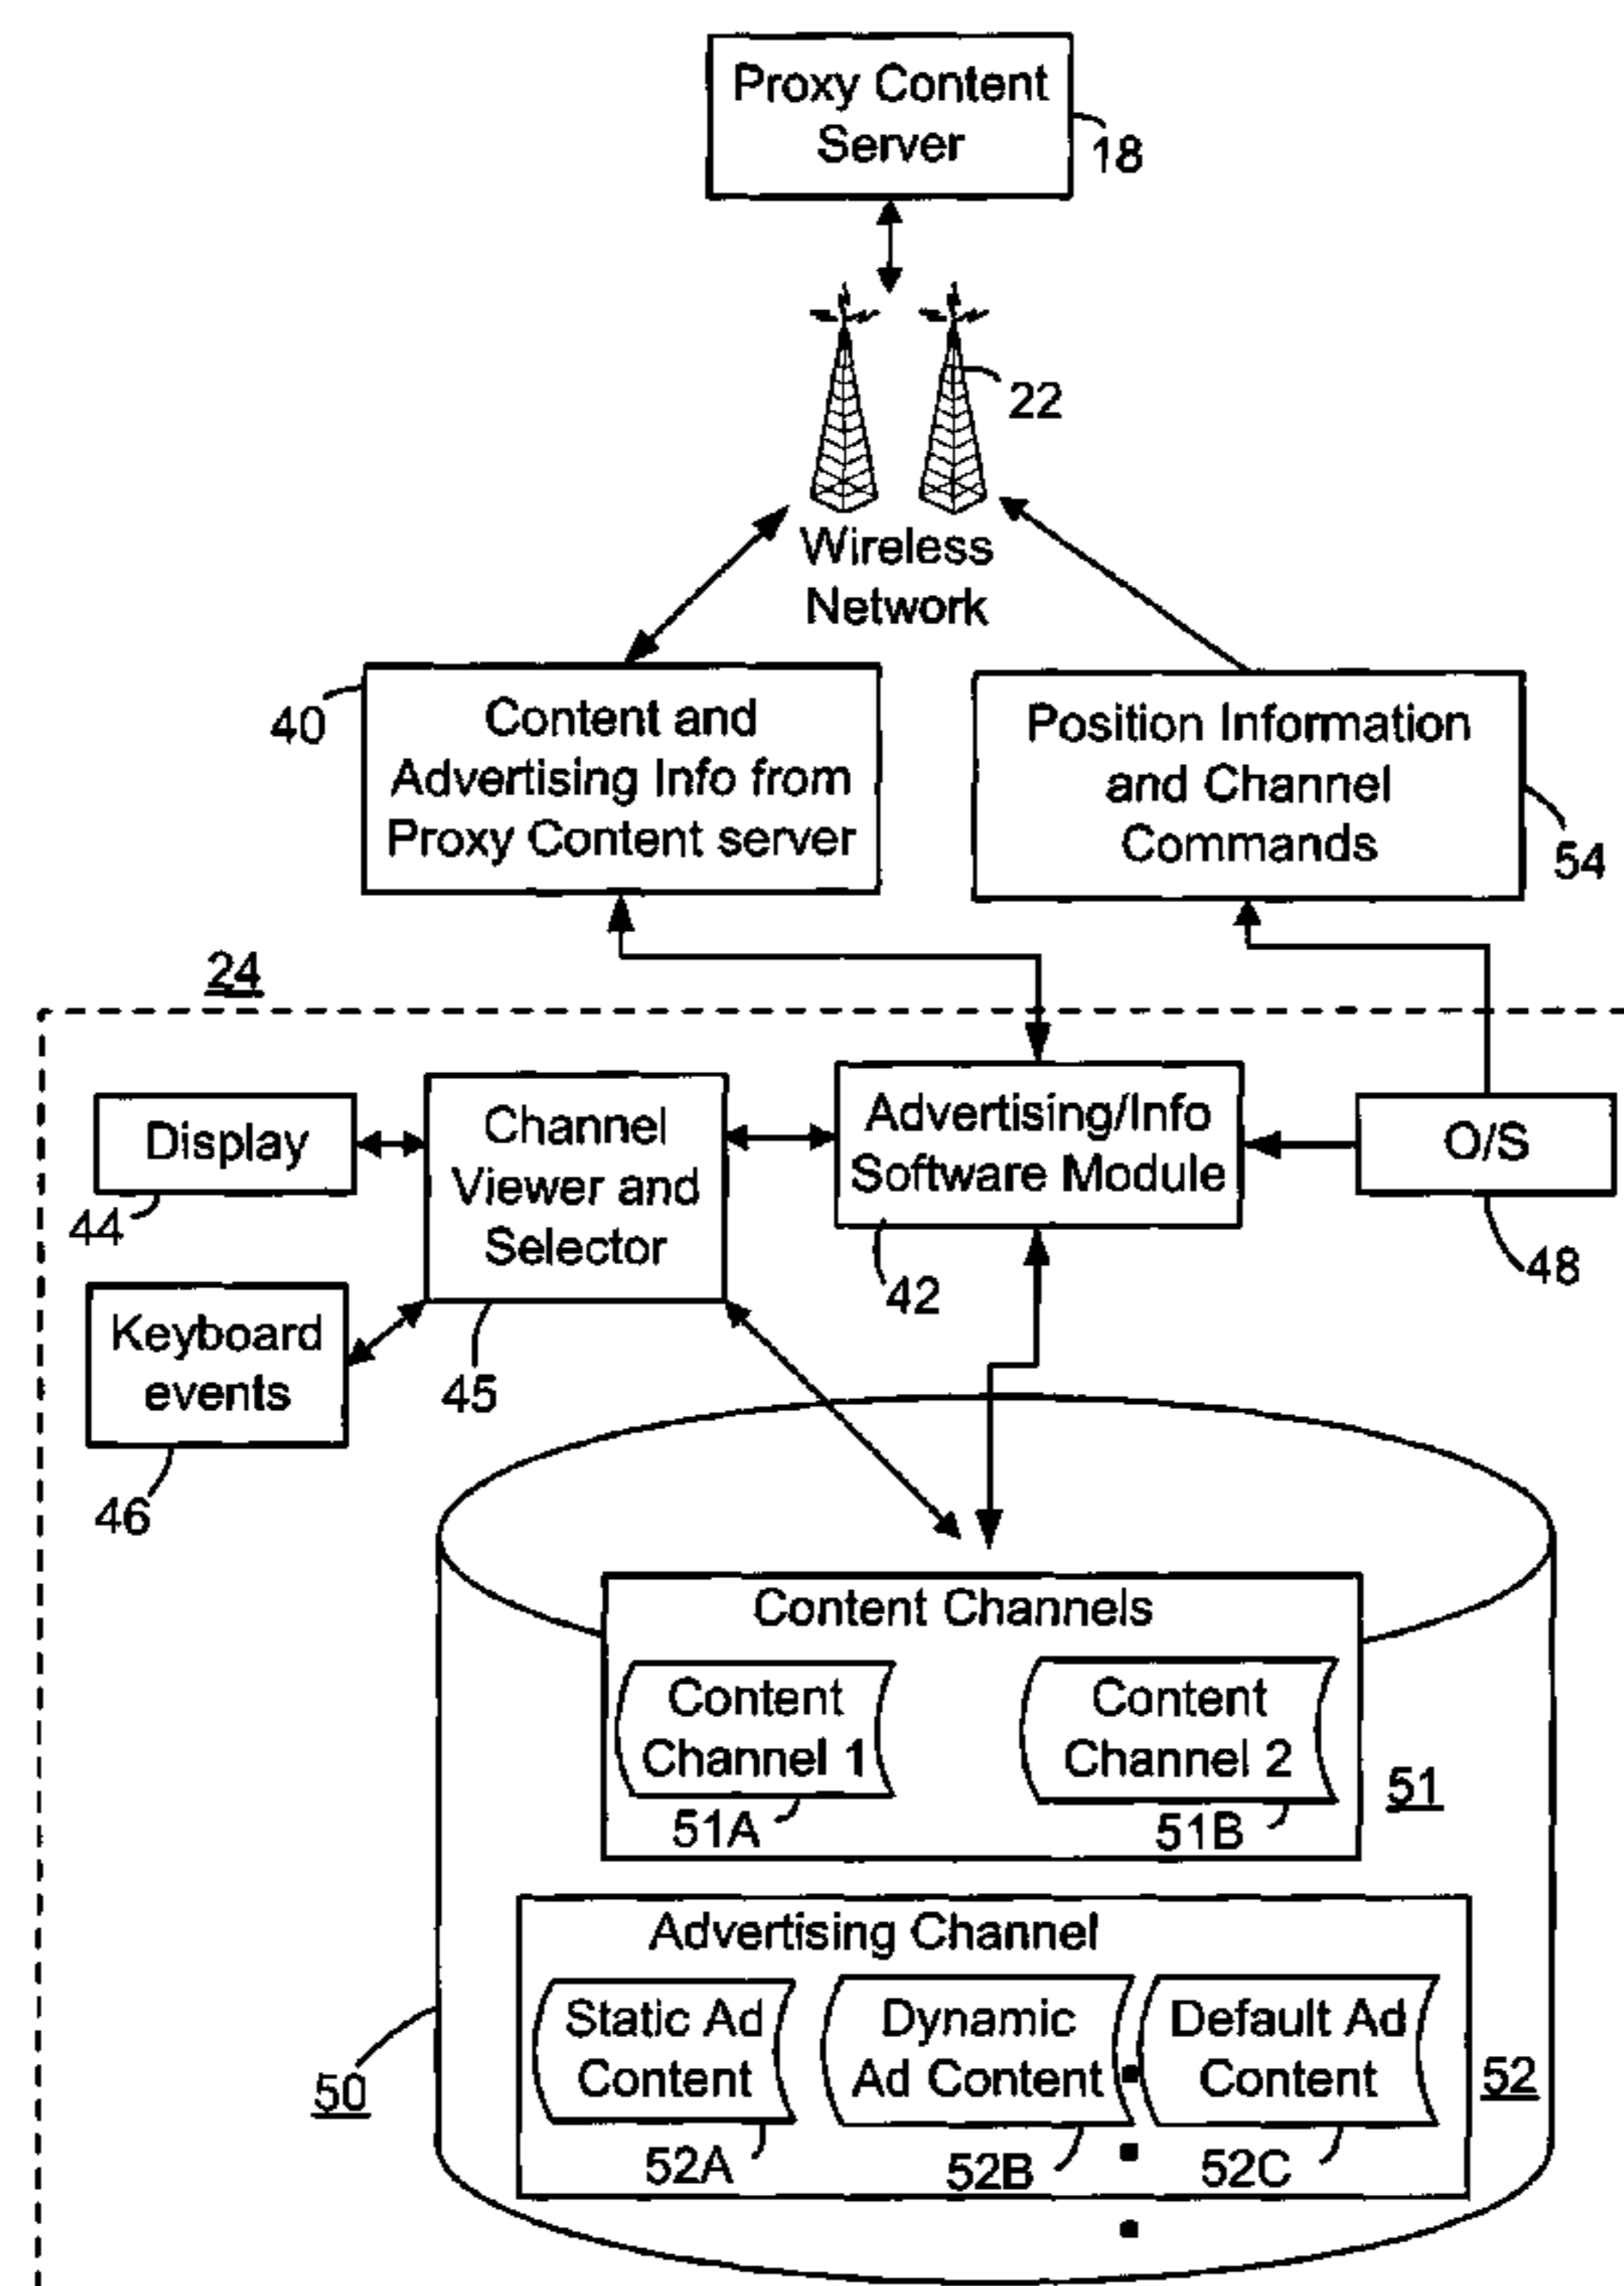 Proxy Content
Server
18
22
Wireless
Network
40
Content and
Advertising Info from
Proxy Content server
Position Information
and Channel
Commands
54
24
Display
44
Channel
Viewer and
Selector
45
Advertising/Info
Software Module
42
O/S
48
Keyboard
events
46
Content Channels
Content
Channel 1
51A
Content
Channel 2
51B
51
Advertising Channel
Static Ad
Content
52A
Dynamic
Ad Content
52B
Default Ad
Content
52C
52
50